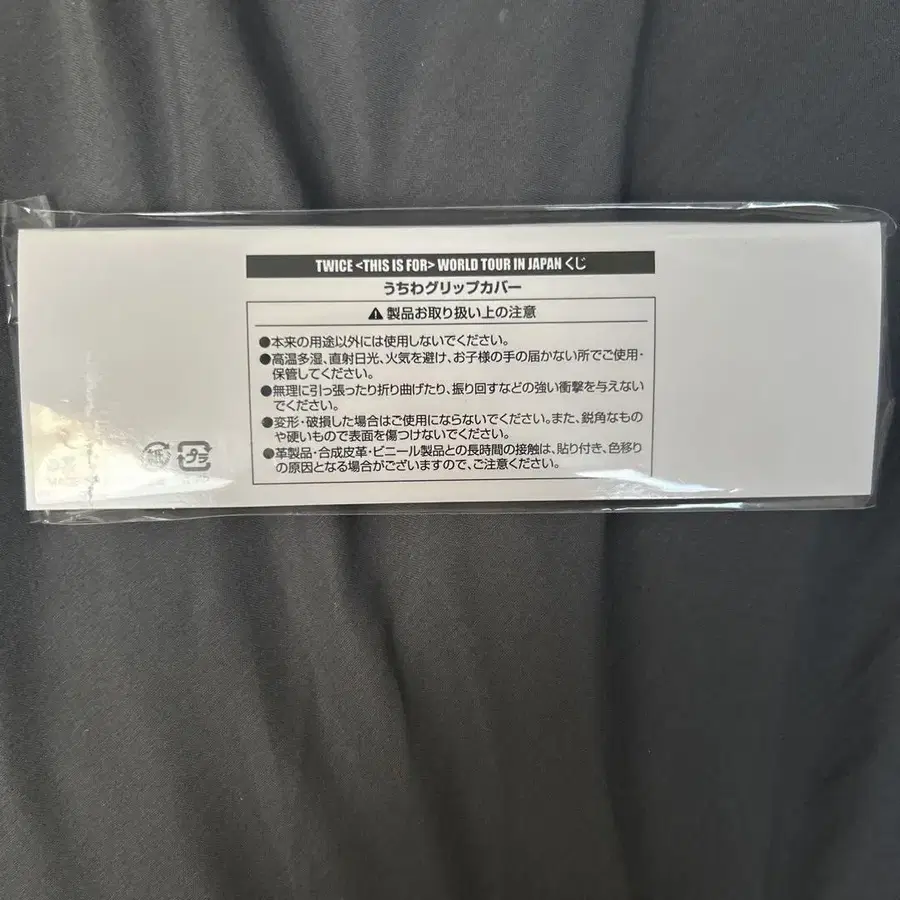 TWICE <THIS IS FOR> WORLD TOUR IN JAPAN くじ
うちわグリップカバー
製品お取り扱い上の注意
●本来の用途以外には使用しないでください。
●高温多湿、直射日光、火気を避け、お子様の手の届かない所でご使用・
保管してください。
●無理に引っ張ったり折り曲げたり、振り回すなどの強い衝撃を与えない
でください。
●変形・破損した場合はご使用にならないでください。また、鋭角なもの
や硬いもので表面を傷つけないでください。
●革製品・合成皮革・ビニール製品との長時間の接触は、貼り付き、色移り
の原因となる場合がございますので、ご注意ください。
紙 プラ